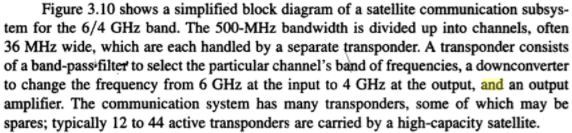 Figure 3.10 shows a simplified block diagram of a satellite communication subsys-
tem for the 6/4 GHz band. The 500-MHz bandwidth is divided up into channels, often
36 MHz wide, which are each handled by a separate transponder. A transponder consists
of a band-pass filter to select the particular channel's band of frequencies, a downconverter
to change the frequency from 6 GHz at the input to 4 GHz at the output, and an output
amplifier. The communication system has many transponders, some of which may be
spares; typically 12 to 44 active transponders are carried by a high-capacity satellite.